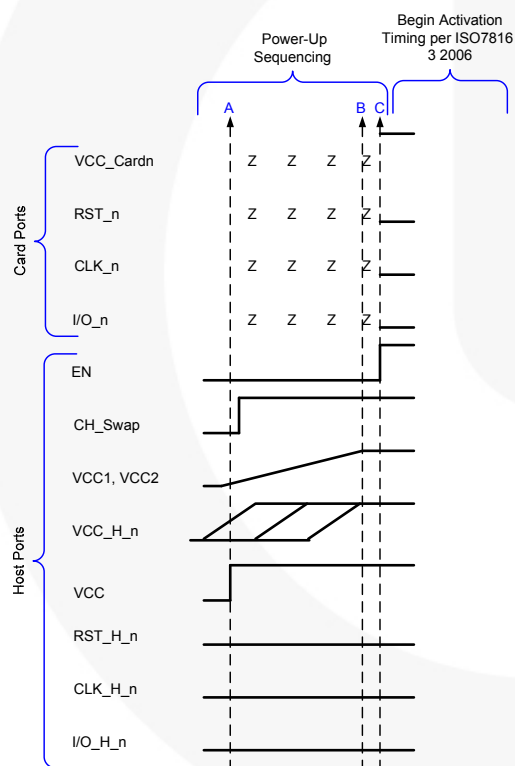 Begin Activation
Timing per ISO7816
3 2006
Power-Up
Sequencing
A B C
VCC_Cardn Z Z Z Z
RST_n Z Z Z Z
CLK_n Z Z Z Z
I/O_n Z Z Z Z
Card Ports
EN
CH_Swap
VCC1, VCC2
VCC_H_n
VCC
RST_H_n
CLK_H_n
I/O_H_n
Host Ports